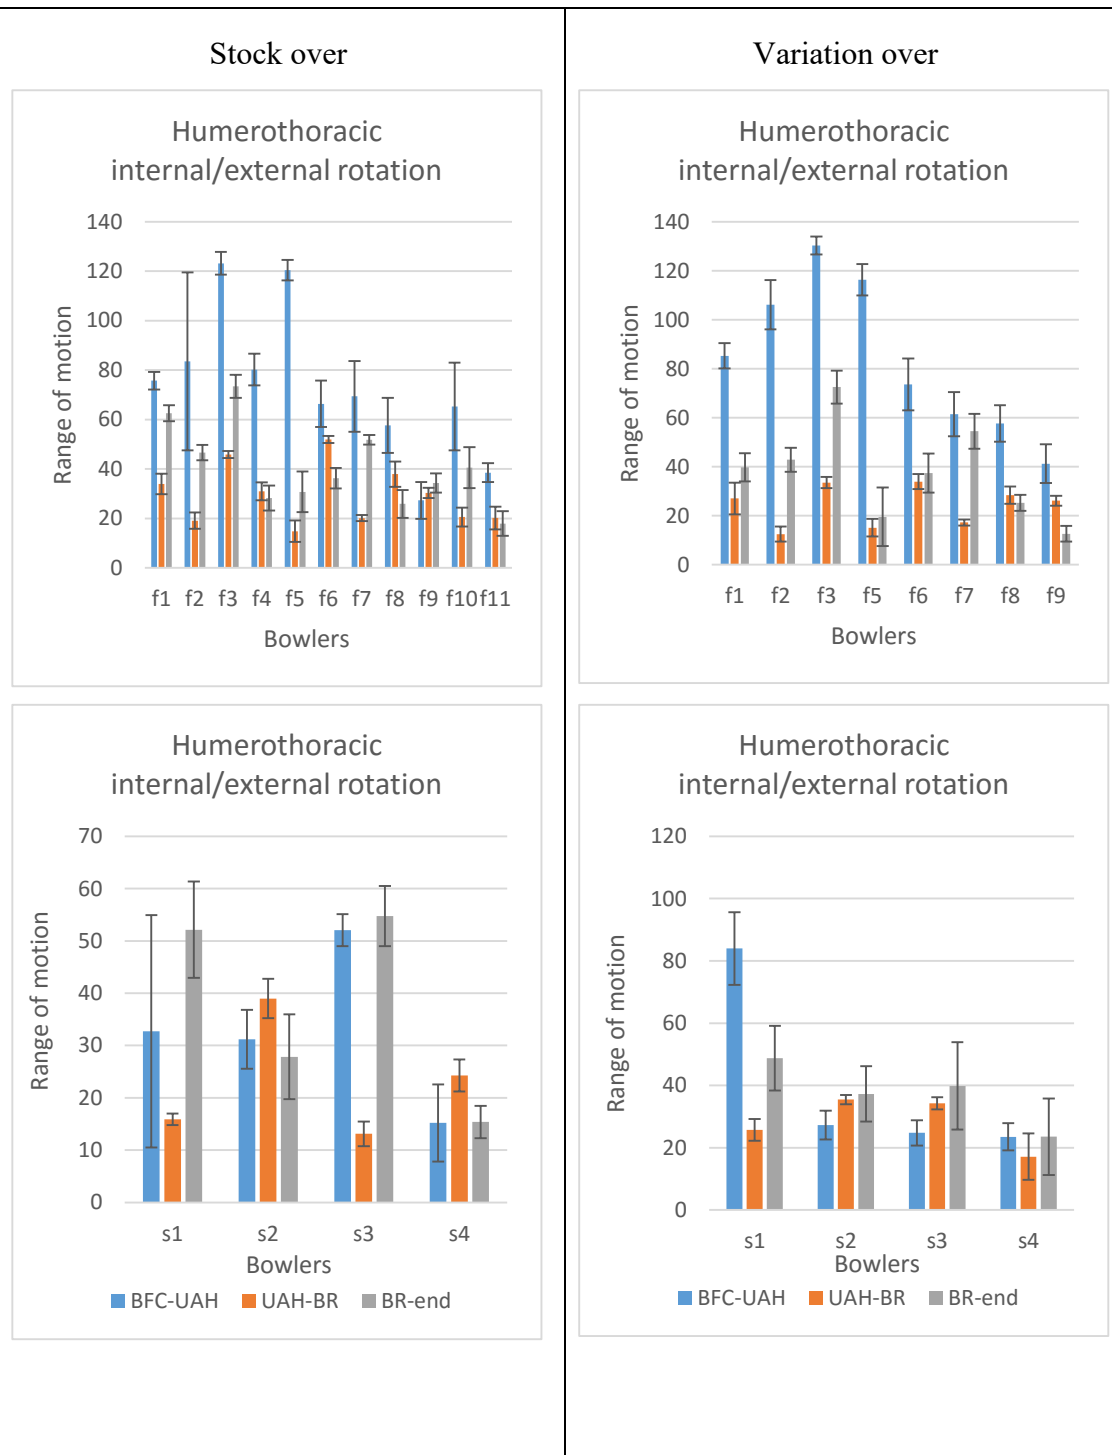 Stock over
Variation over
Humerothoracic
internal/external rotation
140
120
100
80
60
40
20
0
Range of motion
f1 f2 f3 f4 f5 f6 f7 f8 f9 f10 f11
Bowlers
Humerothoracic
internal/external rotation
140
120
100
80
60
40
20
0
Range of motion
f1 f2 f3 f5 f6 f7 f8 f9
Bowlers
Humerothoracic
internal/external rotation
70
60
50
40
30
20
10
0
Range of motion
s1 s2 s3 s4
Bowlers
BFC-UAH UAH-BR BR-end
Humerothoracic
internal/external rotation
120
100
80
60
40
20
0
Range of motion
s1 s2 s3 s4
Bowlers
BFC-UAH UAH-BR BR-end